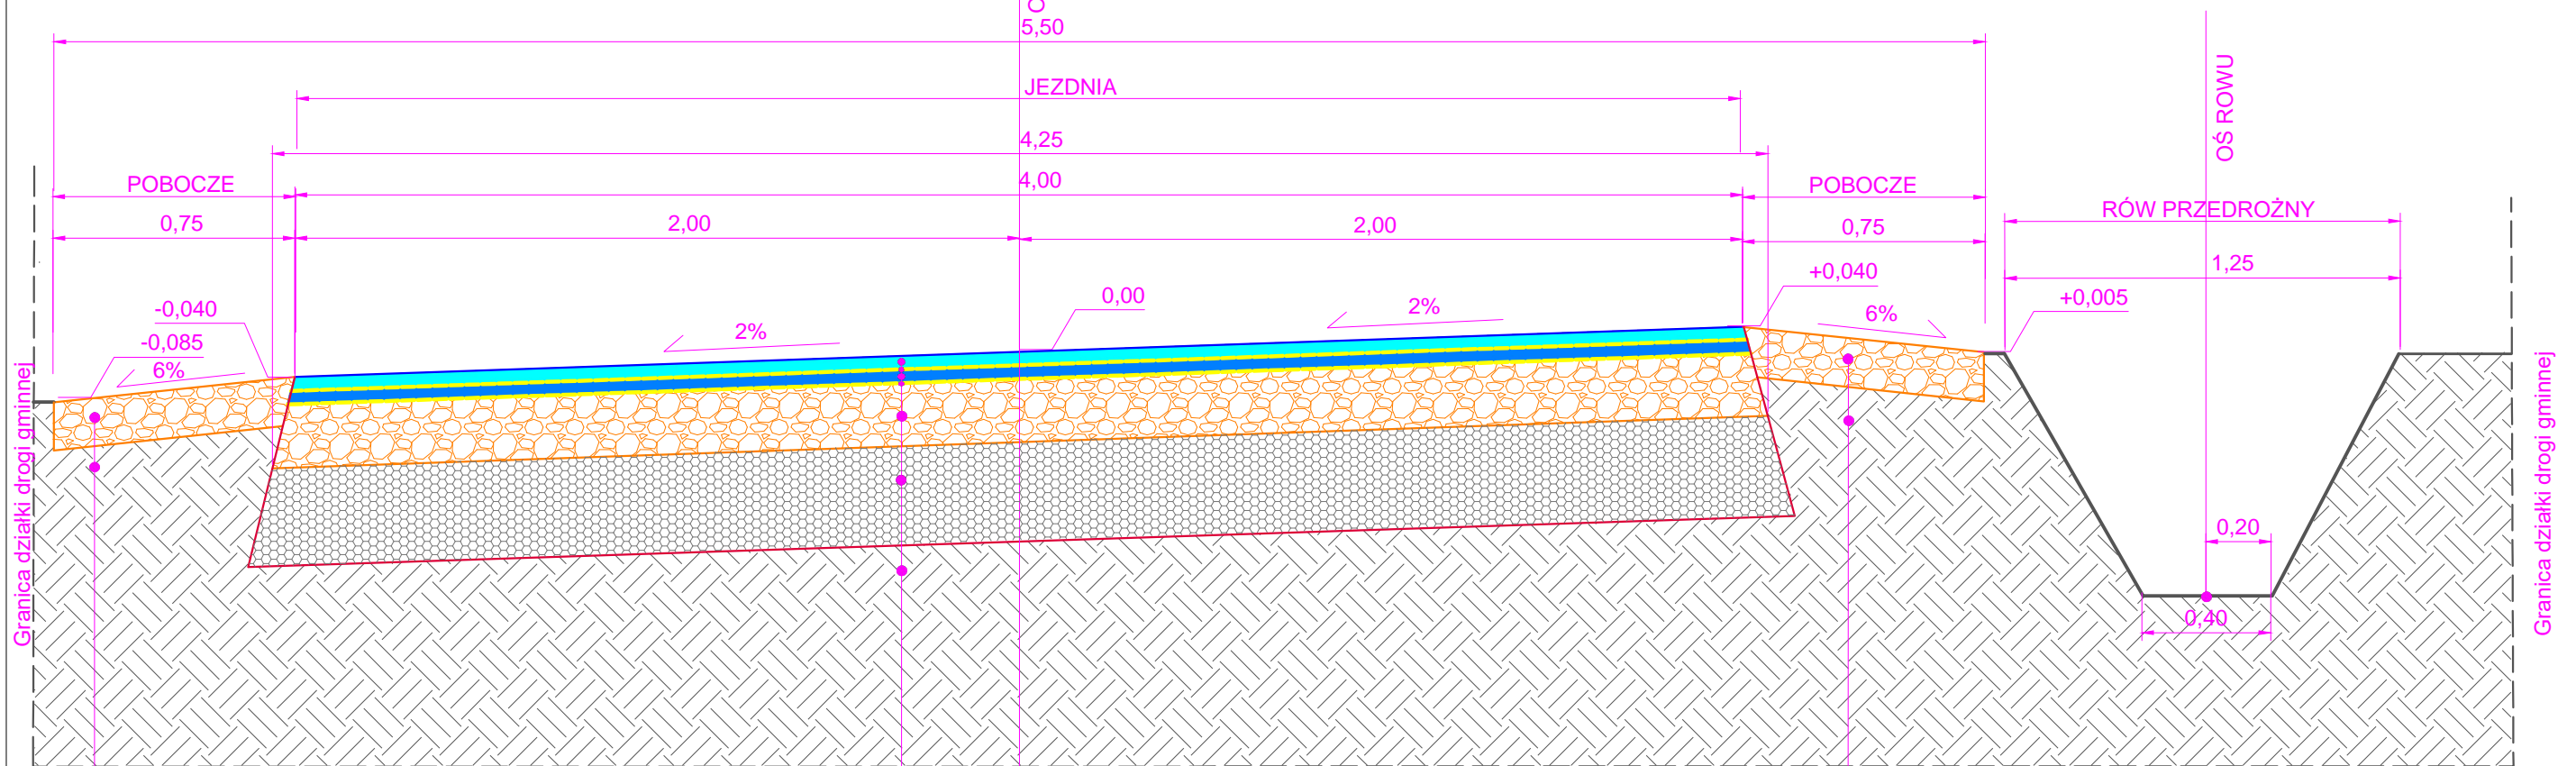 5,50
JEZDNIA
4,25
OŚ ROWU
4,00
POBOCZE
POBOCZE
RÓW PRZEDROŻNY
0,75
2,00
2,00
0,75
1,25
+0,040
0,00
+0,005
-0,040
2%
6%
2%
-0,085
6%
Granica działki drogi gminnej
Granica działki drogi gminnej
0,20
0,40